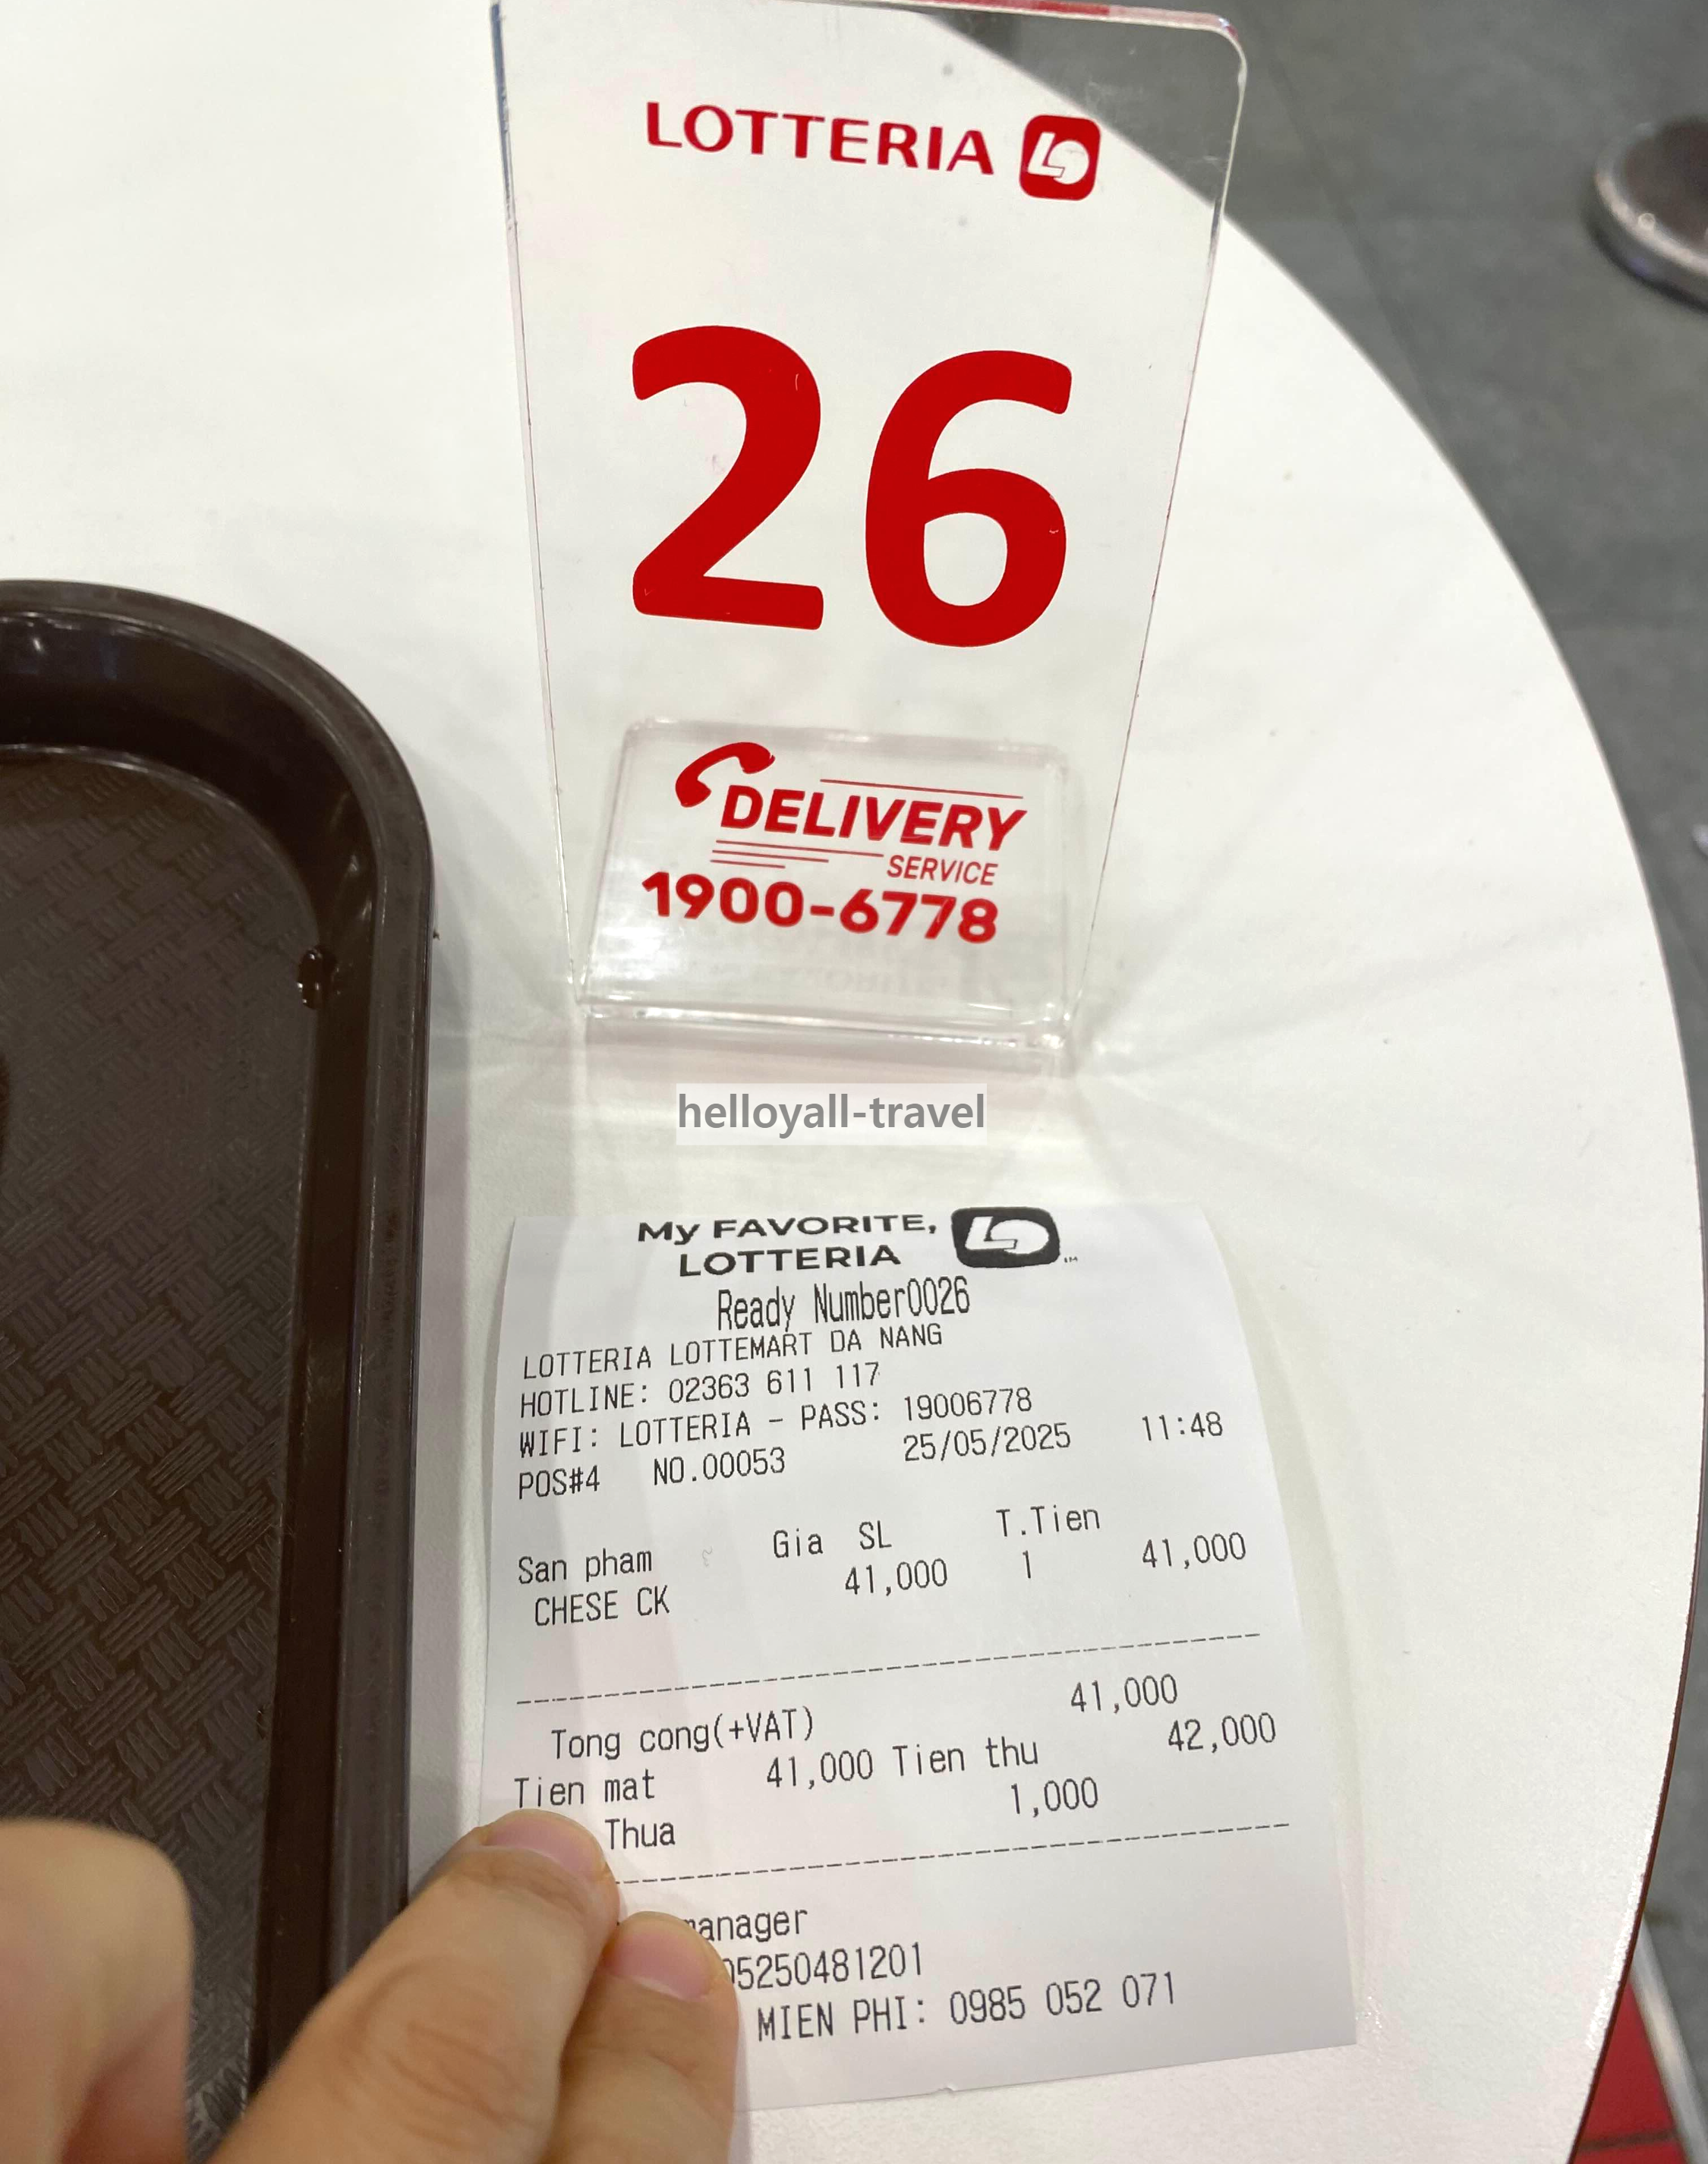 LOTTERIA
26
DELIVERY
SERVICE
1900-6778
helloyall-travel
My FAVORITE,
LOTTERIA
Ready Number0026
LOTTERIA LOTTEMART DA NANG
HOTLINE: 02363 611 117
WIFI: LOTTERIA - PASS: 19006778
POS#4 NO.00053 25/05/2025 11:48
San pham Gia SL T.Tien
CHESE CK 41,000 1 41,000
Tong cong(+VAT) 41,000
Tien mat 41,000 Tien thu 42,000
Thua 1,000
anager
5250481201
MIEN PHI: 0985 052 071